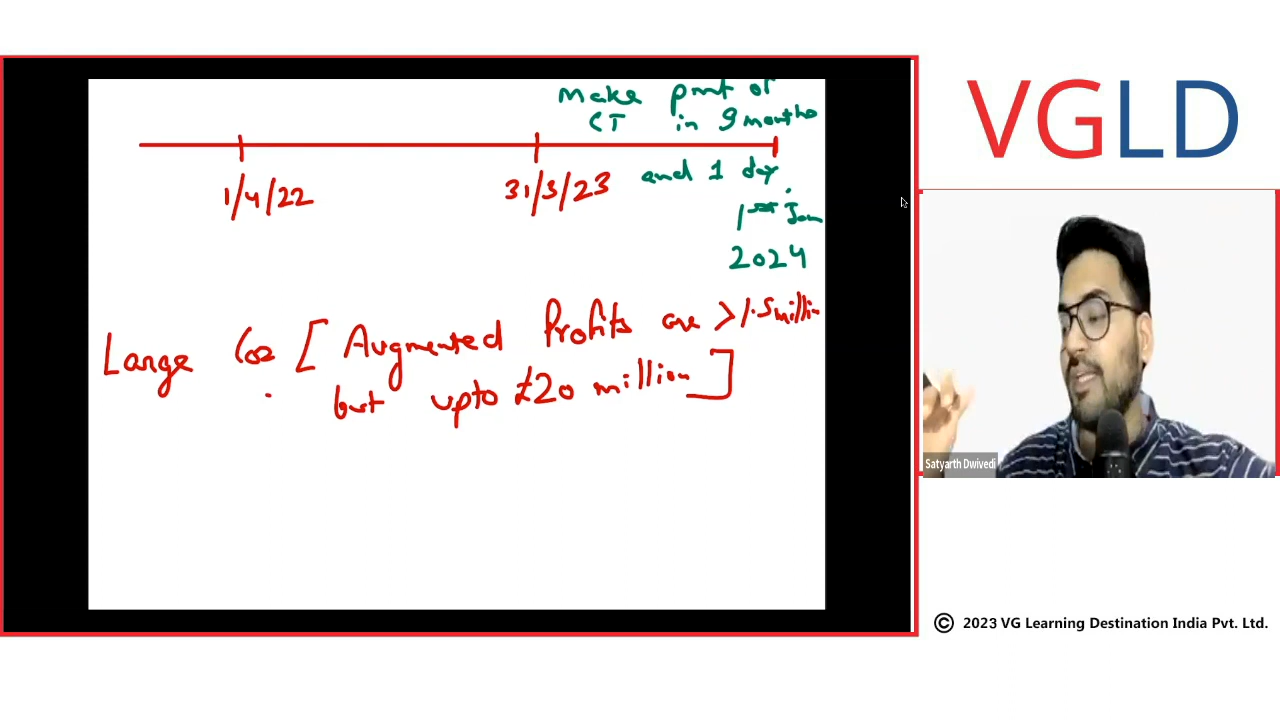 make pmt of
CT in 9 months
1/4/22
31/3/23
and 1 day.
1st Jan
2024
Large Cos [Augmented Profits are > 1.5 million
but upto £20 million]
VGLD
Satyarth Dwivedi
© 2023 VG Learning Destination India Pvt. Ltd.